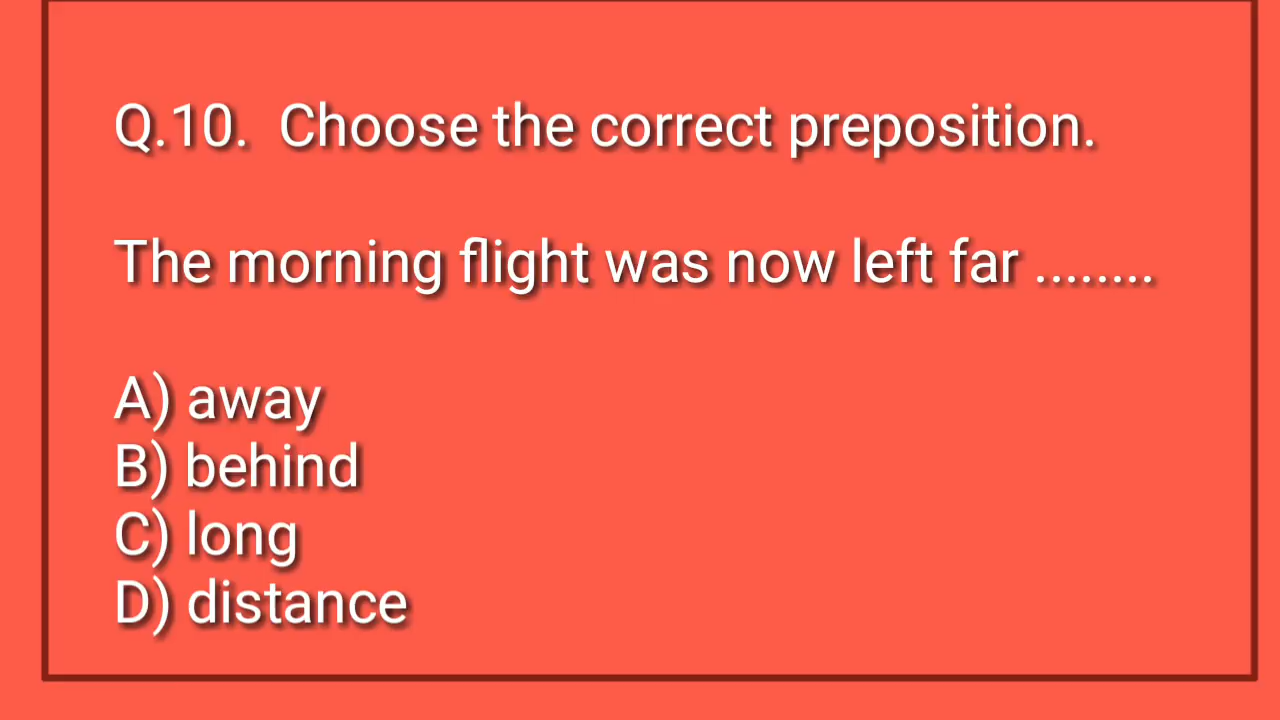 Q.10. Choose the correct preposition.
The morning flight was now left far ........
A) away
B) behind
C) long
D) distance